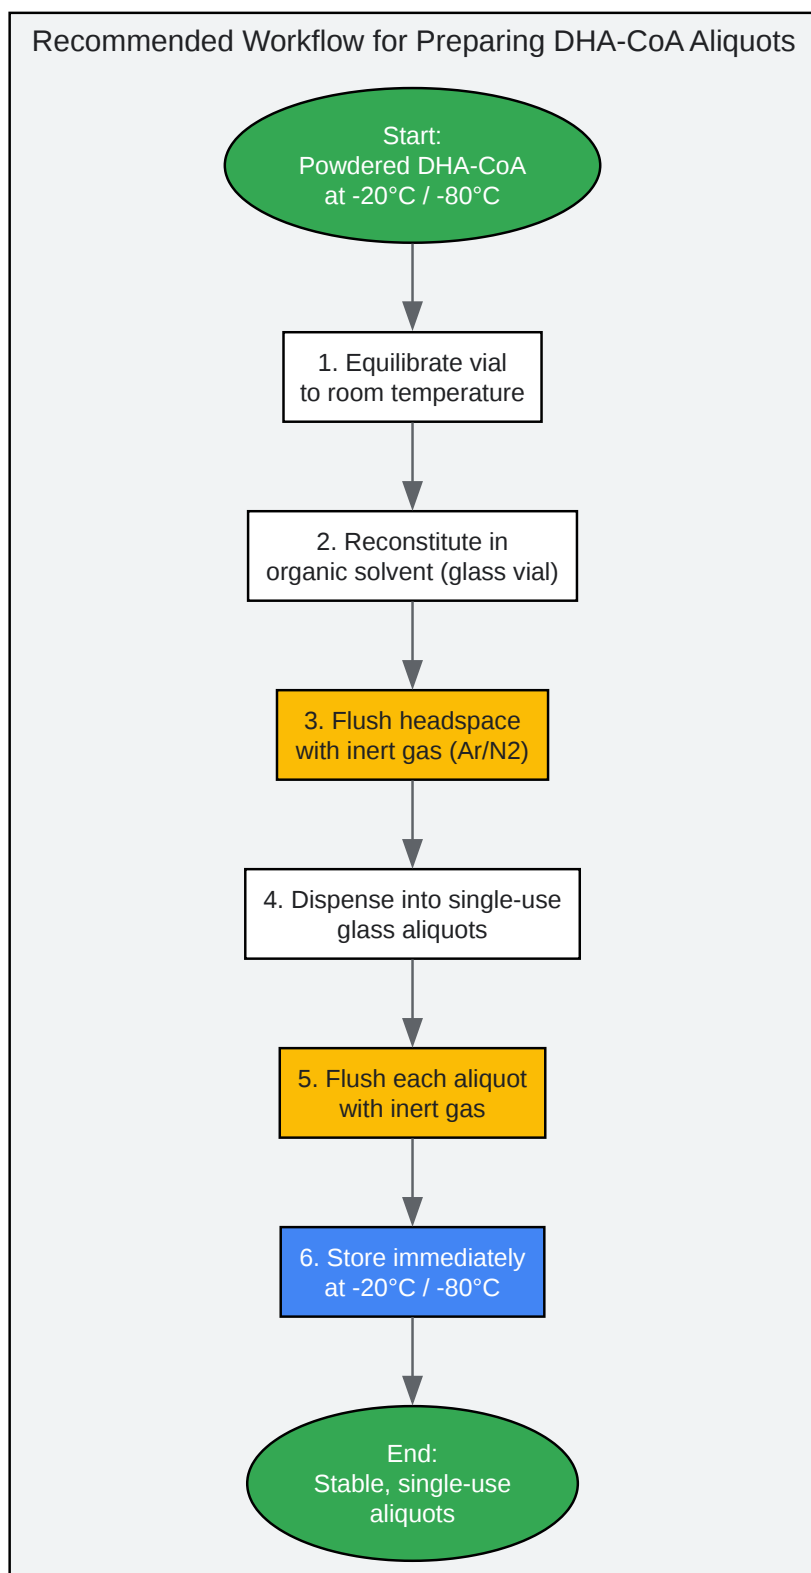 Recommended Workflow for Preparing DHA-CoA Aliquots
Start:
Powdered DHA-CoA
at -20°C / -80°C
1. Equilibrate vial
to room temperature
2. Reconstitute in
organic solvent (glass vial)
3. Flush headspace
with inert gas (Ar/N2)
4. Dispense into single-use
glass aliquots
5. Flush each aliquot
with inert gas
6. Store immediately
at -20°C / -80°C
End:
Stable, single-use
aliquots